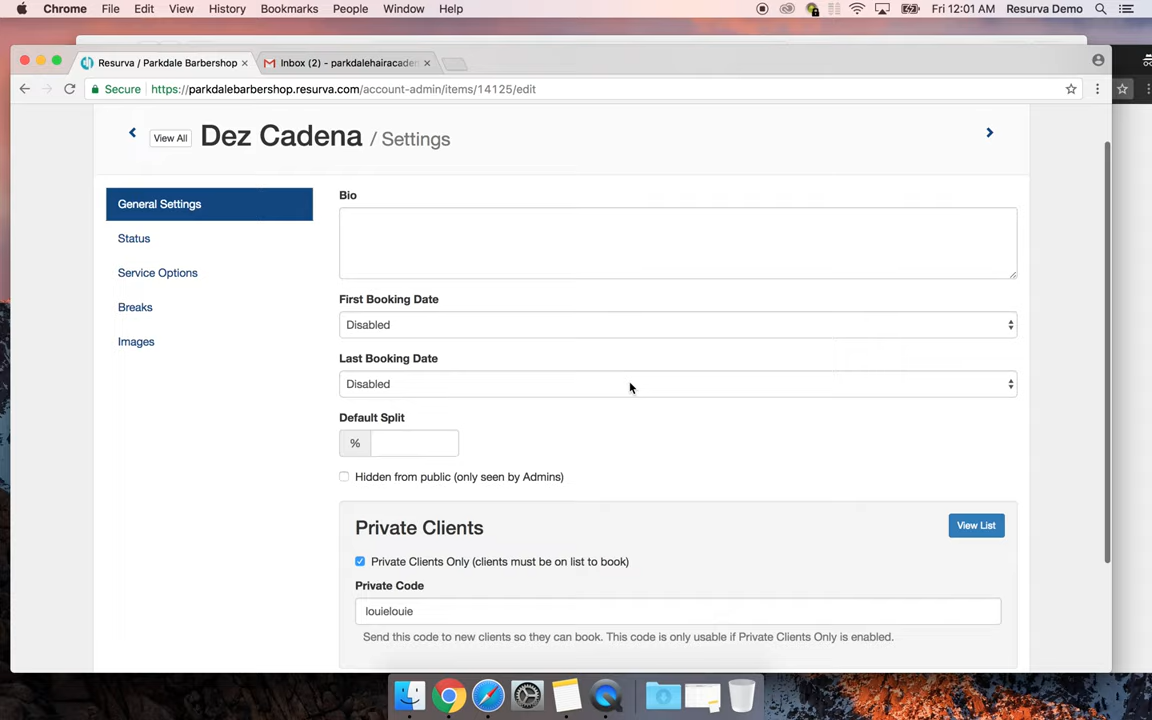 Chrome File Edit View History Bookmarks People Window Help Fri 12:01 AM Resurva Demo
Resurva / Parkdale Barbershop × Inbox (2) - parkdalehairacaden ×
Secure https://parkdalebarbershop.resurva.com/account-admin/items/14125/edit
View All Dez Cadena / Settings
General Settings
Status
Service Options
Breaks
Images
Bio
First Booking Date
Disabled
Last Booking Date
Disabled
Default Split
%
Hidden from public (only seen by Admins)
Private Clients View List
Private Clients Only (clients must be on list to book)
Private Code
louielouie
Send this code to new clients so they can book. This code is only usable if Private Clients Only is enabled.